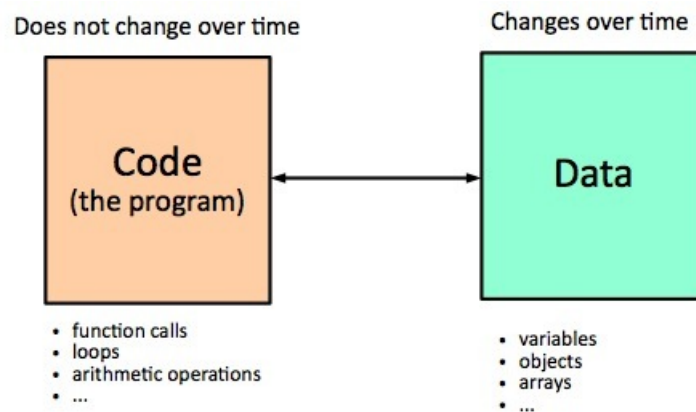 Does not change over time
Changes over time
Code
(the program)
Data
• function calls
• loops
• arithmetic operations
• ...
• variables
• objects
• arrays
• ...